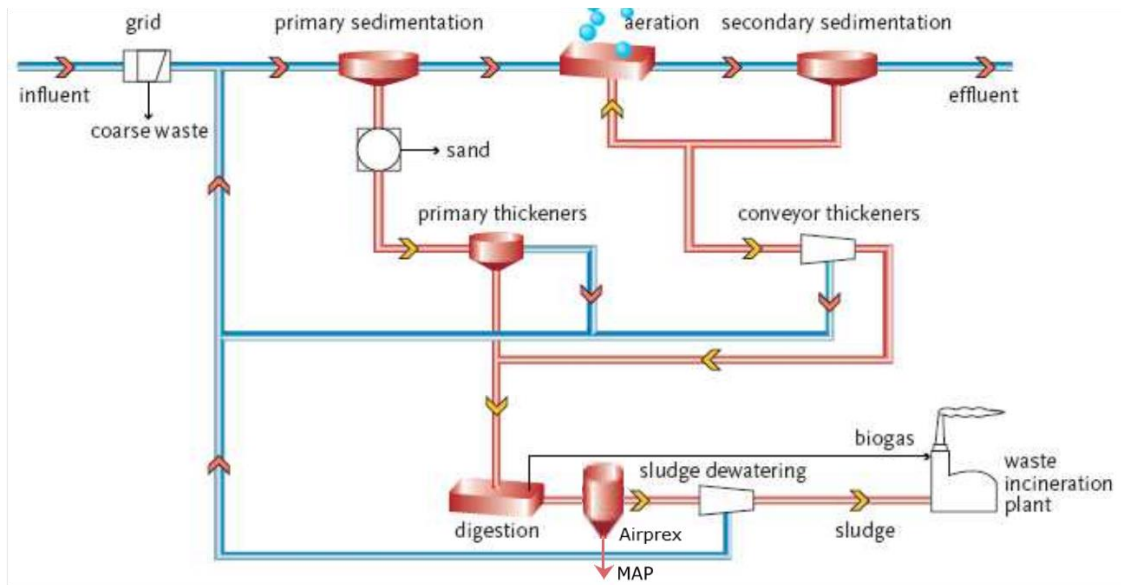 grid
primary sedimentation
aeration
secondary sedimentation
influent
effluent
coarse waste
sand
primary thickeners
conveyor thickeners
biogas
sludge dewatering
waste
incineration
plant
digestion
Airprex
sludge
MAP